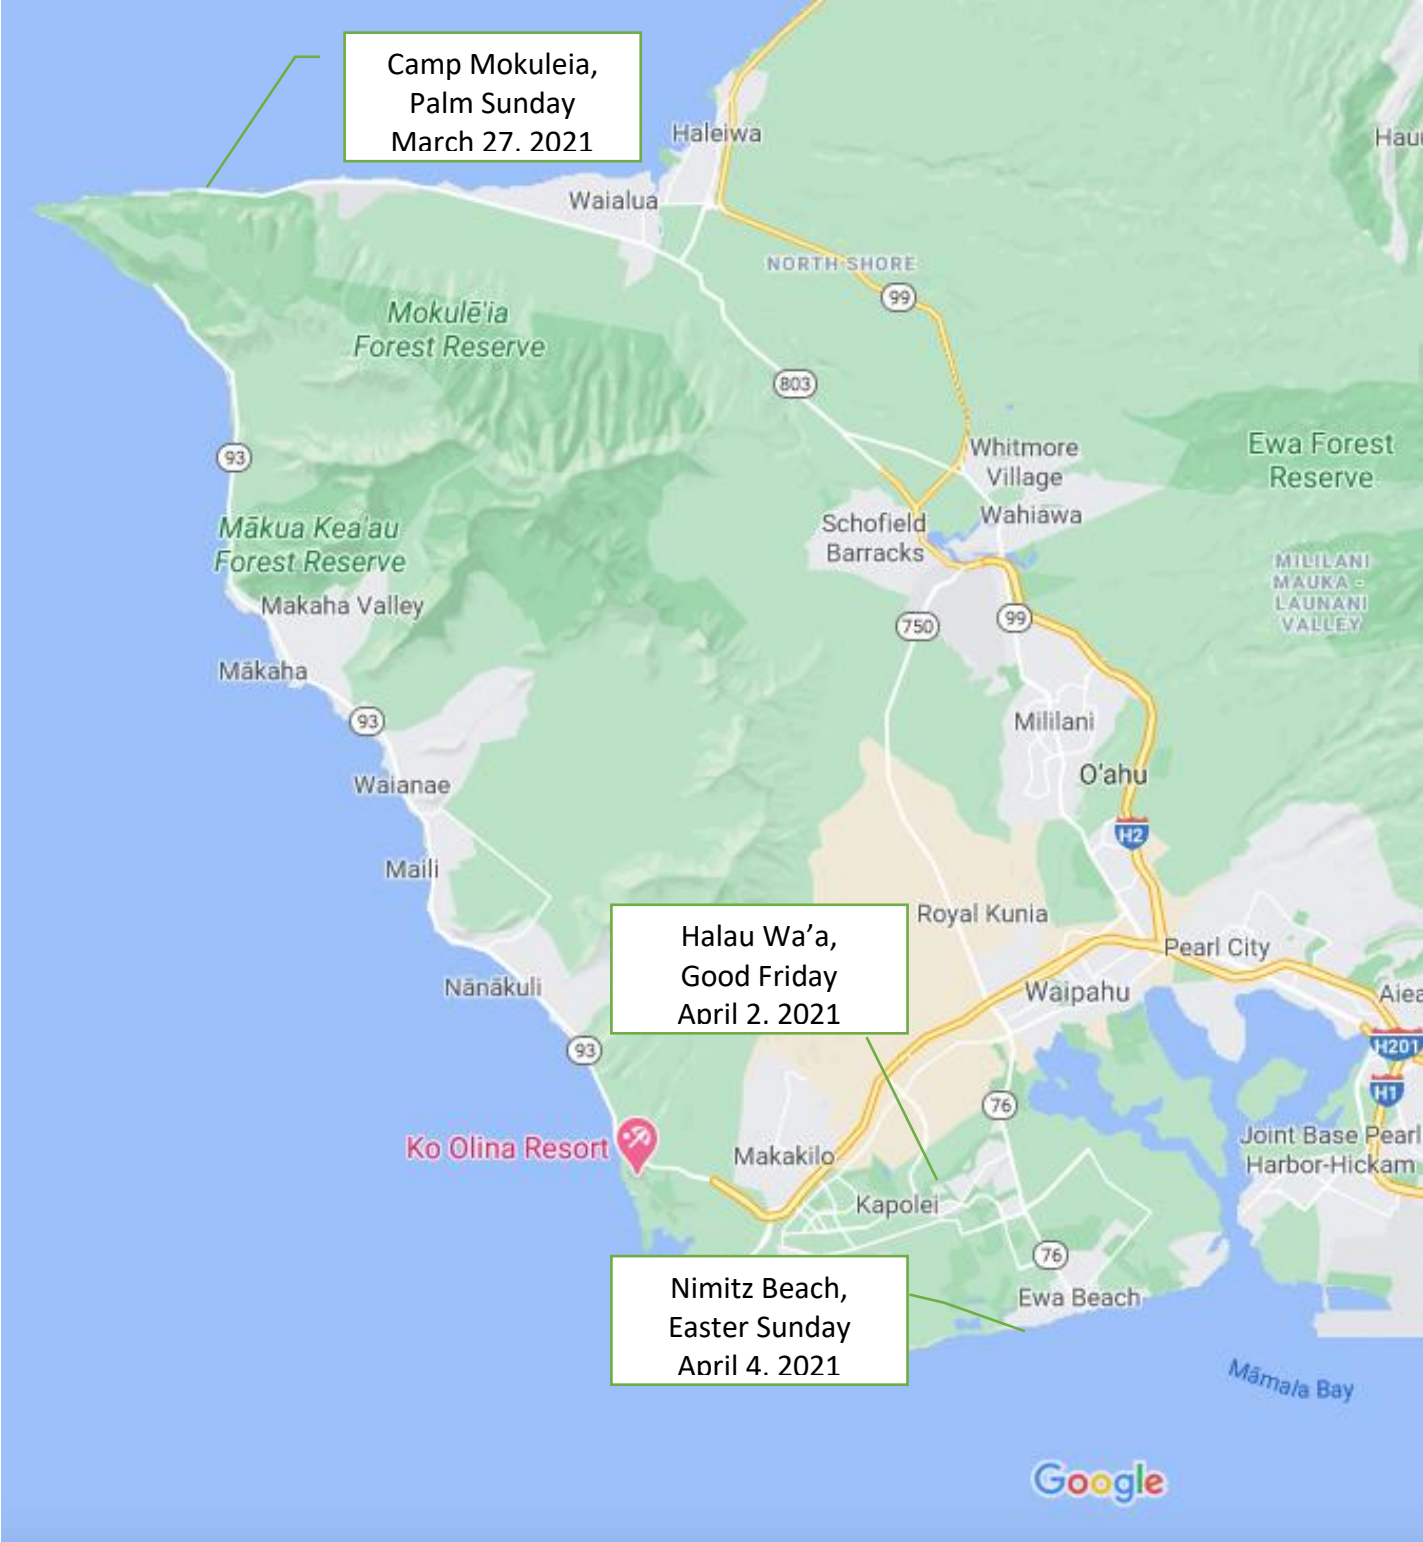 Camp Mokuleia,
Palm Sunday
March 27, 2021
Haleiwa
Hau
Waialua
NORTH SHORE
99
Mokulē'ia
Forest Reserve
803
93
Whitmore
Village
Ewa Forest
Reserve
Mākua Kea'au
Forest Reserve
Schofield
Barracks
Wahiawa
MILILANI
MAUKA -
LAUNANI
VALLEY
Makaha Valley
750
99
Mākaha
93
Mililani
Waianae
O'ahu
H2
Maili
Halau Wa'a,
Good Friday
April 2, 2021
Royal Kunia
Pearl City
Nānākuli
Waipahu
Aiea
93
H201
H1
76
Ko Olina Resort
Makakilo
Joint Base Pearl
Harbor-Hickam
Kapolei
76
Nimitz Beach,
Easter Sunday
April 4, 2021
Ewa Beach
Māmala Bay
Google